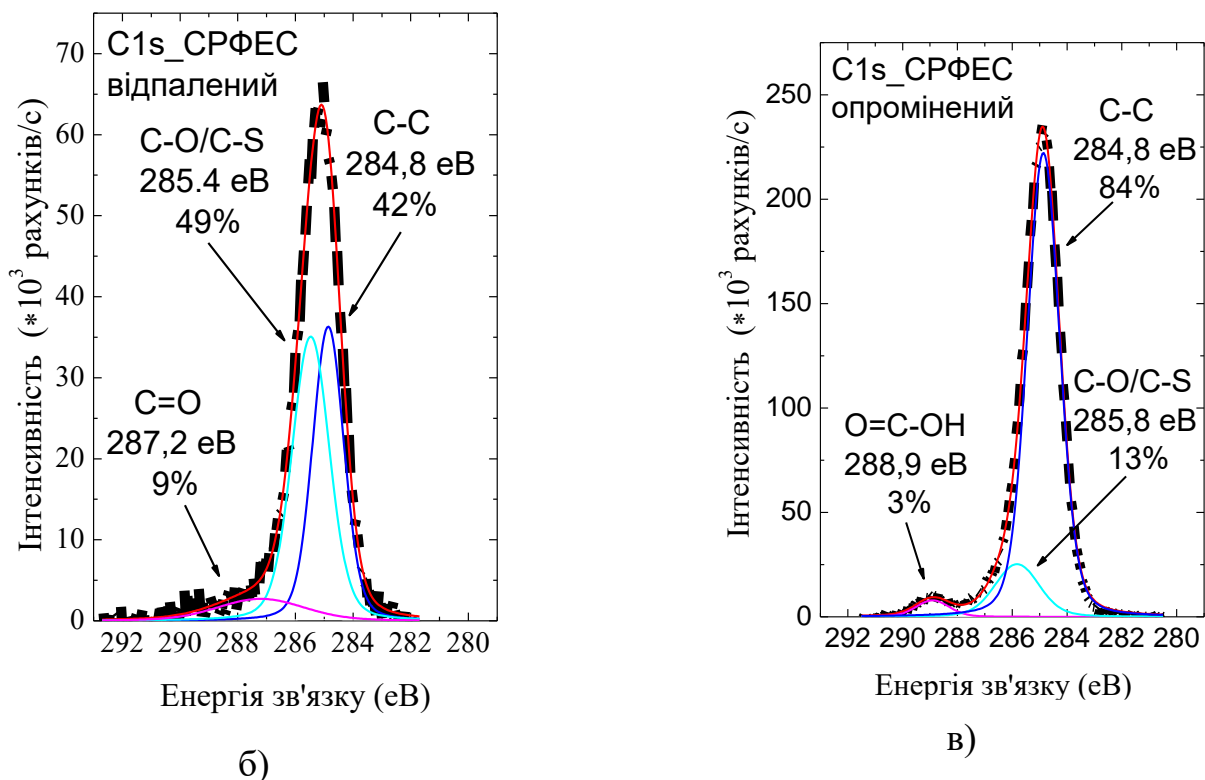 C1s_СРФЕС
відпалений
C-O/C-S
285.4 eB
49%
C-C
284,8 eB
42%
C=O
287,2 eB
9%
Інтенсивність (*10³ рахунків/с)
70
60
50
40
30
20
10
0
292 290 288 286 284 282 280
Енергія зв'язку (еВ)
б)
C1s_СРФЕС
опромінений
C-C
284,8 eB
84%
C-O/C-S
285,8 eB
13%
O=C-OH
288,9 eB
3%
Інтенсивність (*10³ рахунків/с)
250
200
150
100
50
0
292 290 288 286 284 282 280
Енергія зв'язку (еВ)
в)